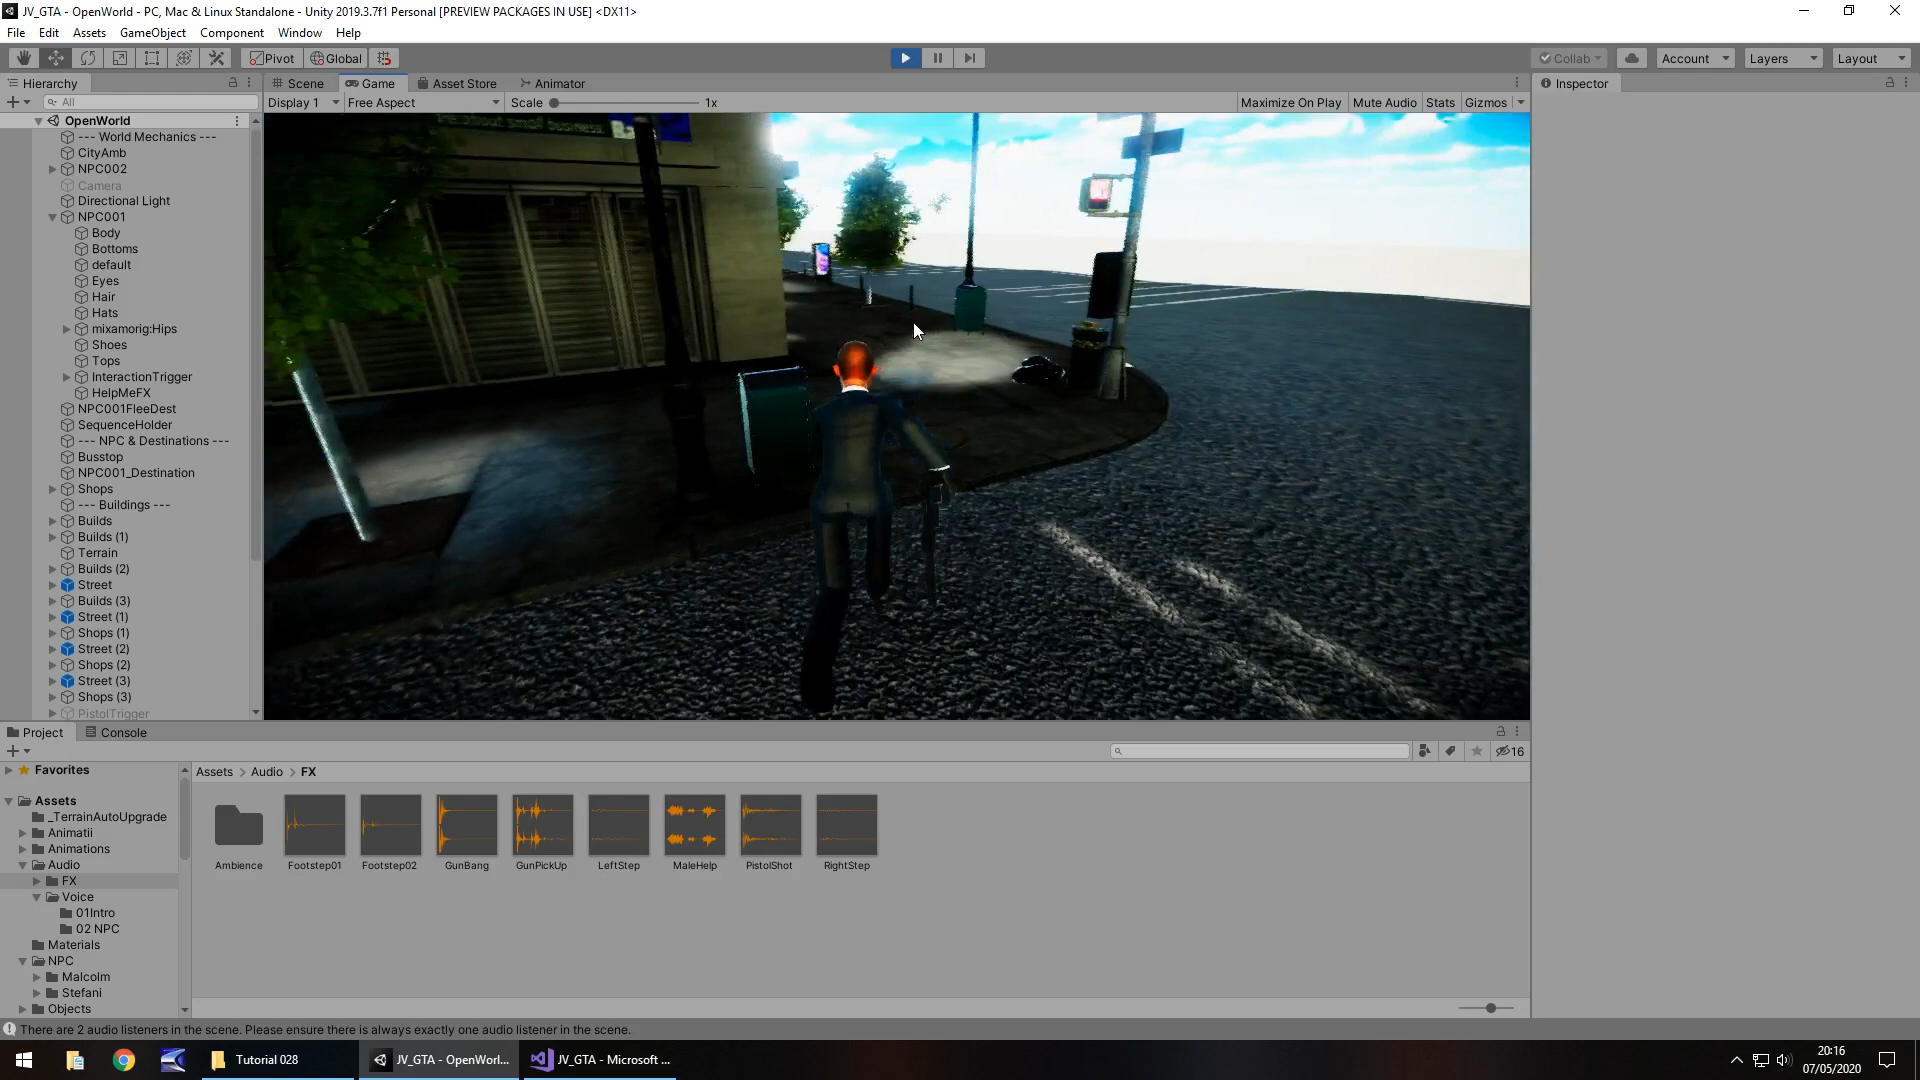 JV_GTA - OpenWorld - PC, Mac & Linux Standalone - Unity 2019.3.7f1 Personal [PREVIEW PACKAGES IN USE] <DX11>
File Edit Assets GameObject Component Window Help
Pivot Global Collab Account Layers Layout
Hierarchy Scene Game Asset Store Animator Inspector
All Display 1 Free Aspect Scale 1x Maximize On Play Mute Audio Stats Gizmos
OpenWorld
--- World Mechanics ---
CityAmb
NPC002
Camera
Directional Light
NPC001
Body
Bottoms
default
Eyes
Hair
Hats
mixamorig:Hips
Shoes
Tops
InteractionTrigger
HelpMeFX
NPC001FleeDest
SequenceHolder
--- NPC & Destinations ---
Busstop
NPC001_Destination
Shops
--- Buildings ---
Builds
Builds (1)
Terrain
Builds (2)
Street
Builds (3)
Street (1)
Shops (1)
Street (2)
Shops (2)
Street (3)
Shops (3)
PistolTrigger
Project Console
16
Favorites
Assets
_TerrainAutoUpgrade
Animatii
Animations
Audio
FX
Voice
01Intro
02 NPC
Materials
NPC
Malcolm
Stefani
Objects
Assets > Audio > FX
Ambience Footstep01 Footstep02 GunBang GunPickUp LeftStep MaleHelp PistolShot RightStep
There are 2 audio listeners in the scene. Please ensure there is always exactly one audio listener in the scene.
Tutorial 028 JV_GTA - OpenWorl... JV_GTA - Microsoft ...
20:16
07/05/2020